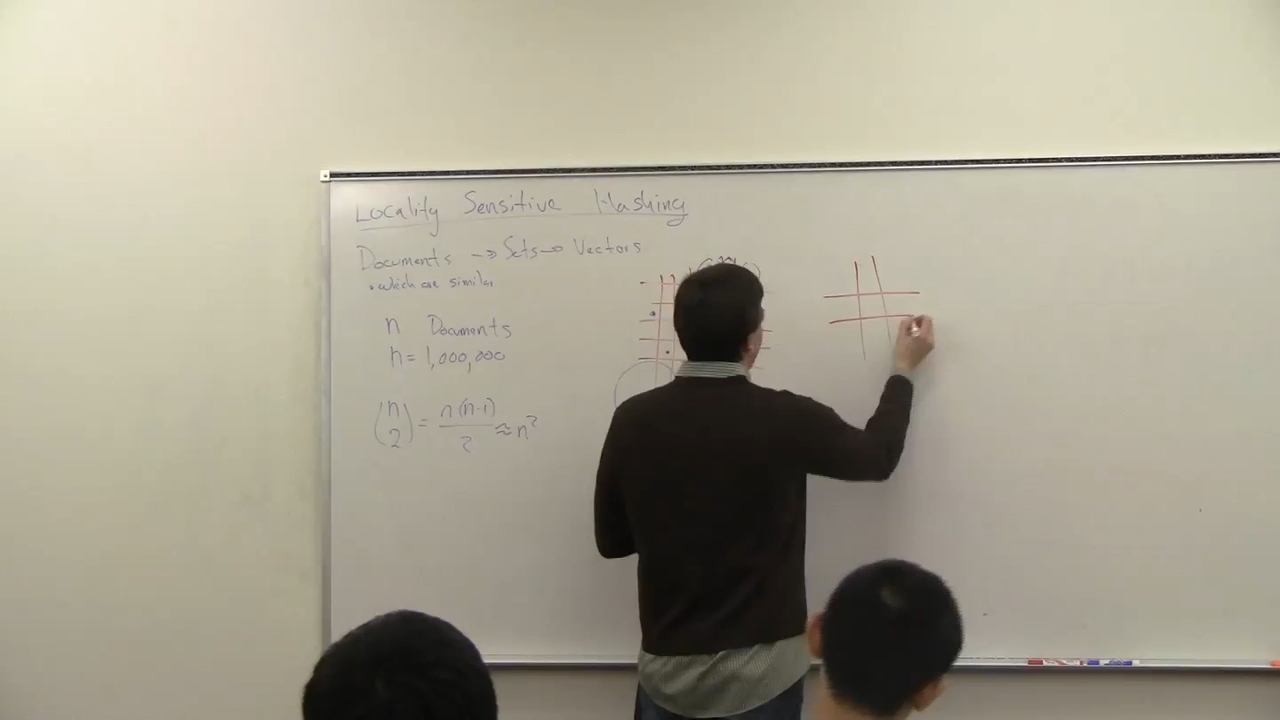 Locality Sensitive Hashing
Documents → Sets → Vectors
• which are similar
n Documents
n = 1,000,000
(n 2) = n(n-1) / 2 ≈ n²